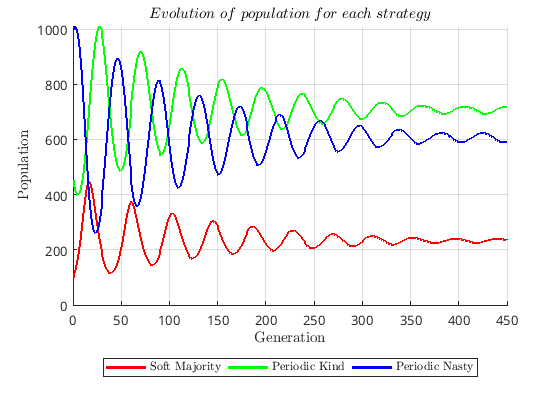 Evolution of population for each strategy
1000
800
600
400
200
0
Population
0 50 100 150 200 250 300 350 400 450
Generation
Soft Majority Periodic Kind Periodic Nasty